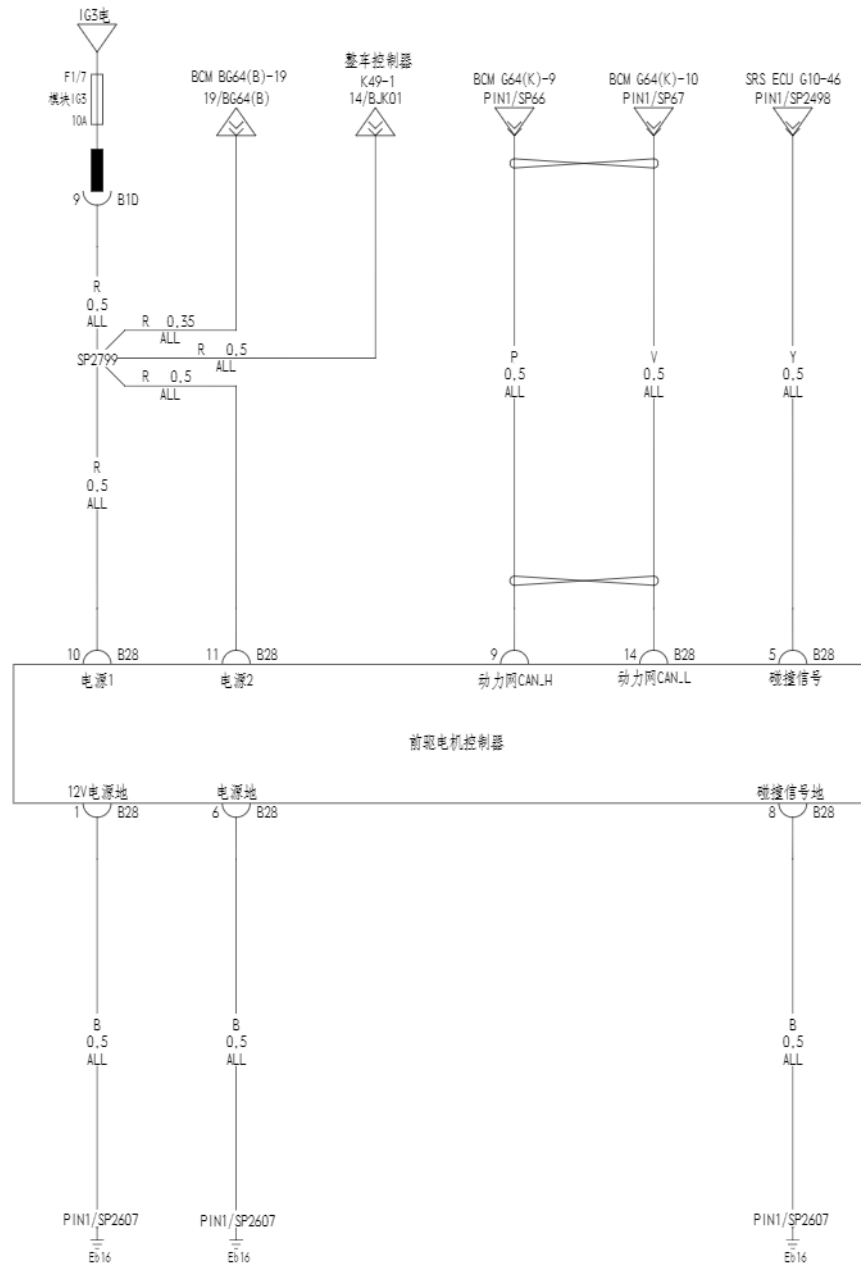 IG3电
F1/7
模块IG3
10A
9 B1D
BCM BG64(B)-19
19/BG64(B)
整车控制器
K49-1
14/BJK01
BCM G64(K)-9
PIN1/SP66
BCM G64(K)-10
PIN1/SP67
SRS ECU G10-46
PIN1/SP2498
R
0,5
ALL
R 0,35
ALL
SP2799
R 0,5
ALL
R 0,5
ALL
R
0,5
ALL
P
0,5
ALL
V
0,5
ALL
Y
0,5
ALL
10 B28
电源1
11 B28
电源2
9
动力网CAN_H
14 B28
动力网CAN_L
5 B28
碰撞信号
前驱电机控制器
12V电源地
1 B28
电源地
6 B28
碰撞信号地
8 B28
B
0,5
ALL
B
0,5
ALL
B
0,5
ALL
PIN1/SP2607
Eb16
PIN1/SP2607
Eb16
PIN1/SP2607
Eb16